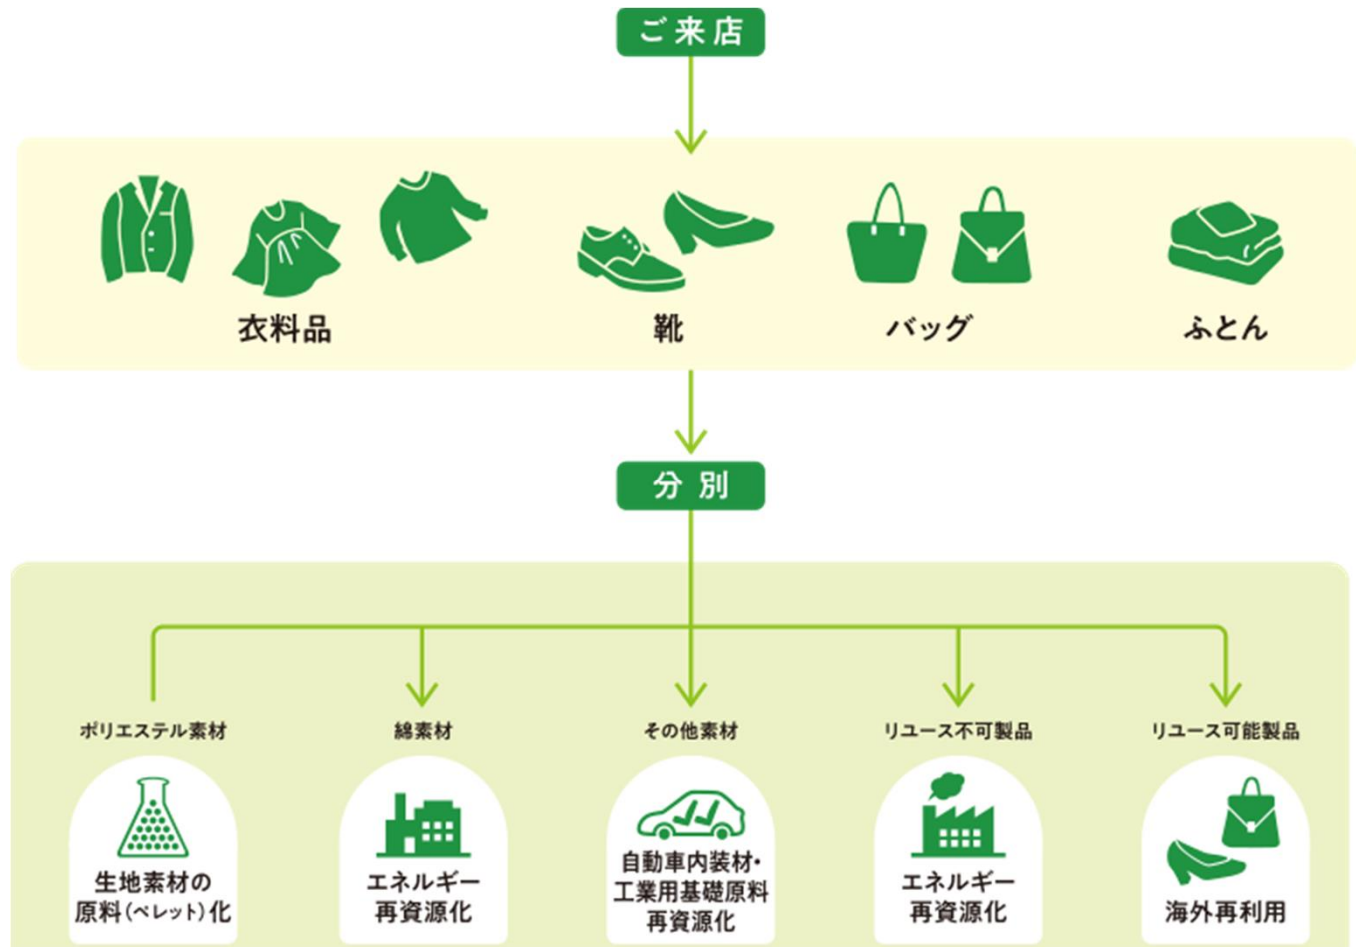 ご来店
衣料品
靴
バッグ
ふとん
分別
ポリエステル素材
綿素材
その他素材
リユース不可製品
リユース可能製品
生地素材の
原料(ペレット)化
エネルギー
再資源化
自動車内装材・
工業用基礎原料
再資源化
エネルギー
再資源化
海外再利用